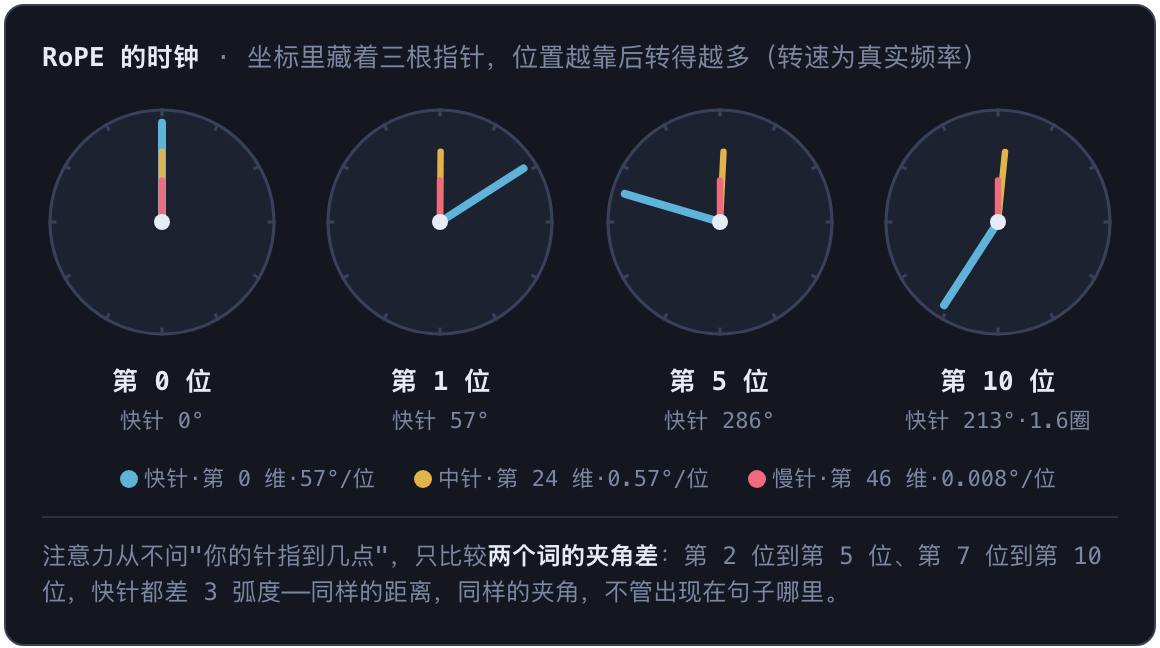 RoPE 的时钟 · 坐标里藏着三根指针，位置越靠后转得越多（转速为真实频率）
第 0 位
快针 0°
第 1 位
快针 57°
第 5 位
快针 286°
第 10 位
快针 213°·1.6圈
快针·第 0 维·57°/位
中针·第 24 维·0.57°/位
慢针·第 46 维·0.008°/位
注意力从不问"你的针指到几点"，只比较两个词的夹角差：第 2 位到第 5 位、第 7 位到第 10
位，快针都差 3 弧度——同样的距离，同样的夹角，不管出现在句子哪里。